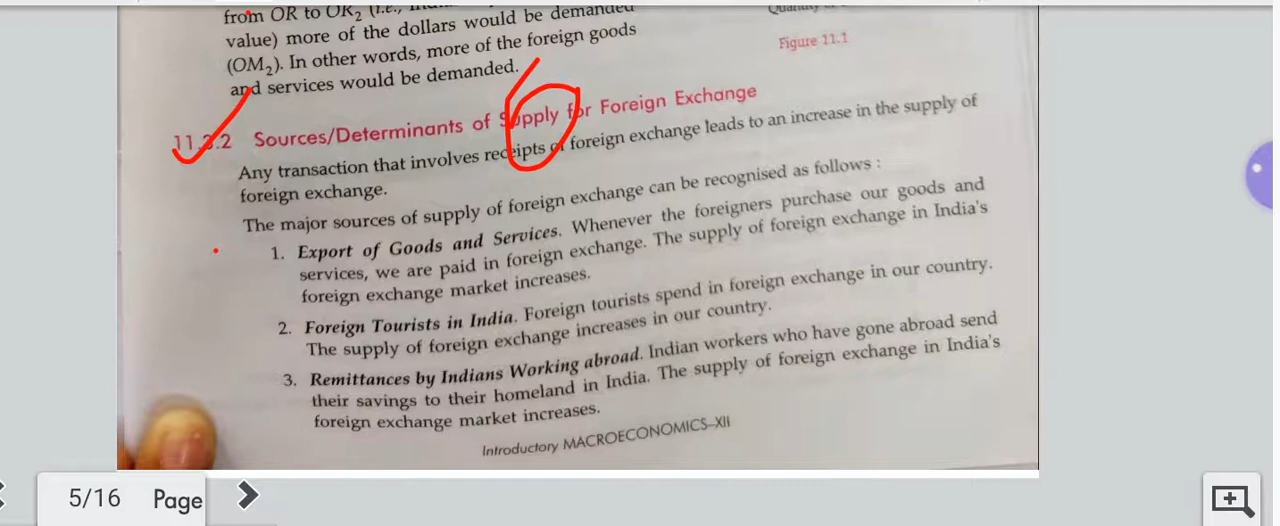 from OR to OR₂ (i.e.,
value) more of the dollars would be demanded
(OM₂). In other words, more of the foreign goods
and services would be demanded.
Figure 11.1
11.3.2 Sources/Determinants of Supply for Foreign Exchange
Any transaction that involves receipts of foreign exchange leads to an increase in the supply of
foreign exchange.
The major sources of supply of foreign exchange can be recognised as follows :
1. Export of Goods and Services. Whenever the foreigners purchase our goods and
services, we are paid in foreign exchange. The supply of foreign exchange in India's
foreign exchange market increases.
2. Foreign Tourists in India. Foreign tourists spend in foreign exchange in our country.
The supply of foreign exchange increases in our country.
3. Remittances by Indians Working abroad. Indian workers who have gone abroad send
their savings to their homeland in India. The supply of foreign exchange in India's
foreign exchange market increases.
Introductory MACROECONOMICS–XII
5/16 Page